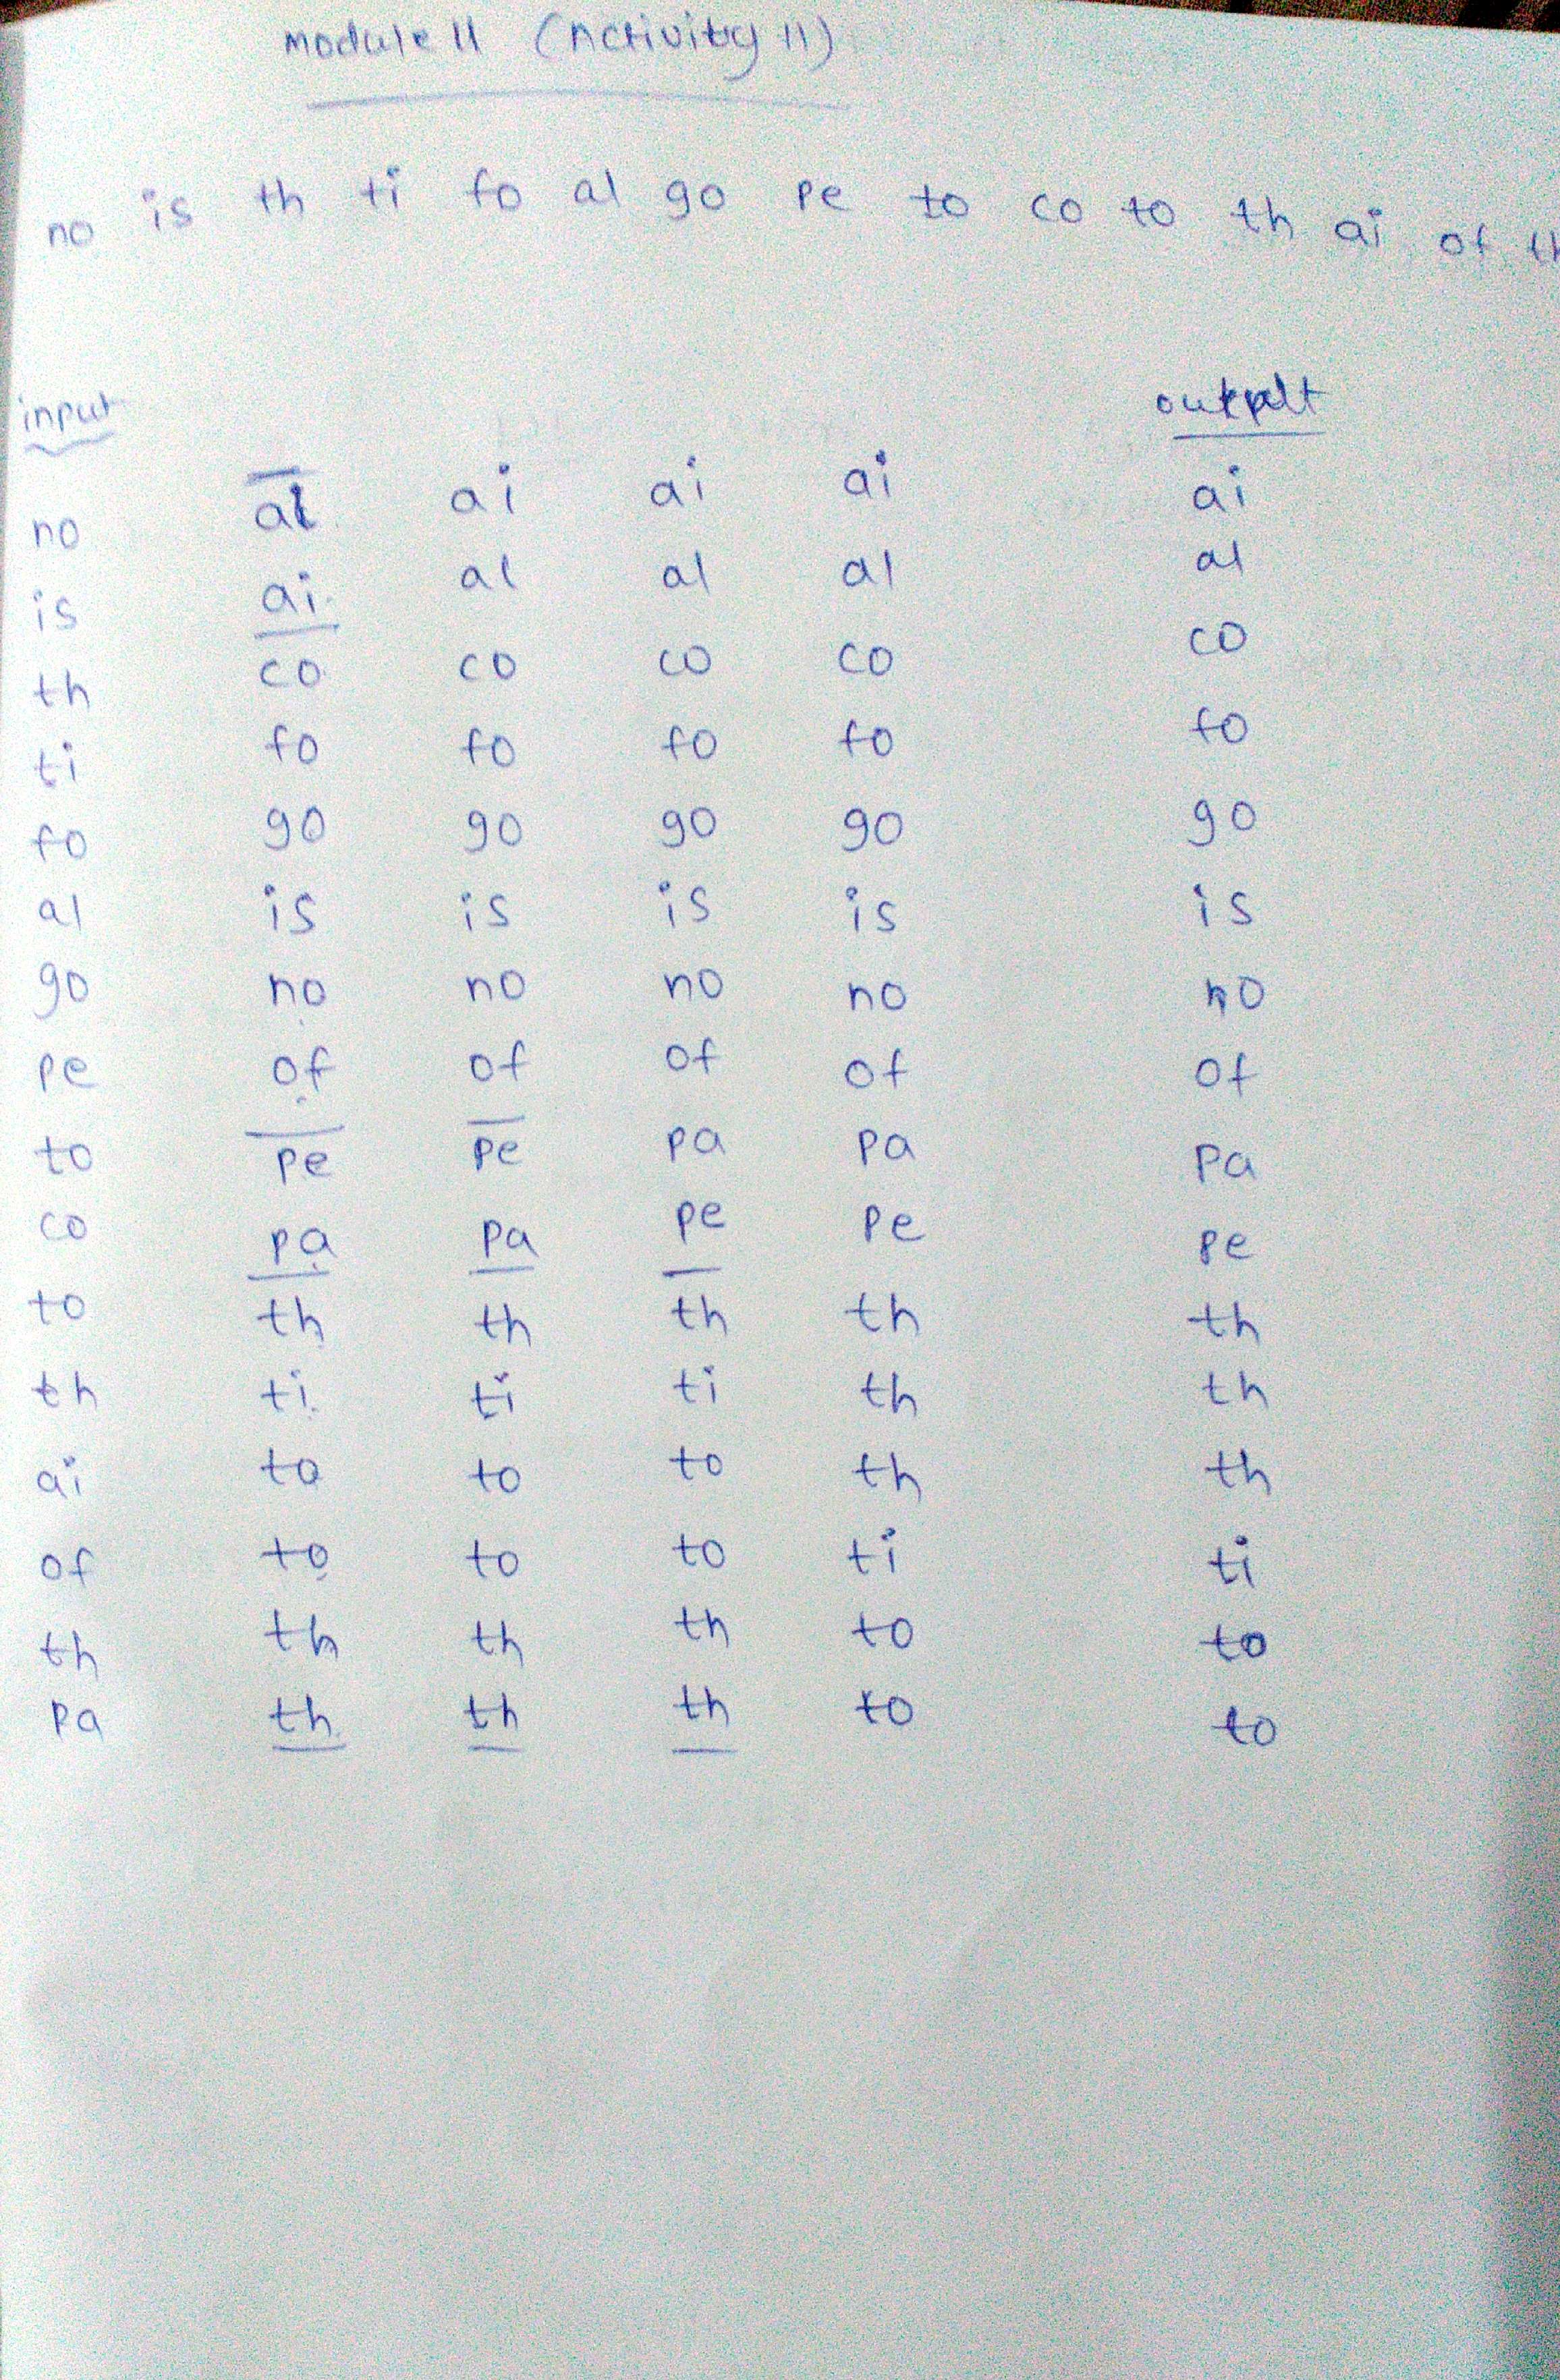 Module 11 (Activity 11)
no is th ti fo al go pe to co to th ai of th
input output
no al ai ai ai ai
is ai al al al al
th co co co co co
ti fo fo fo fo fo
fo go go go go go
al is is is is is
go no no no no no
pe of of of of of
to pe pe pa pa pa
co pa pa pe pe pe
to th th th th th
th ti ti ti th th
ai to to to th th
of to to to ti ti
th th th th to to
pa th th th to to